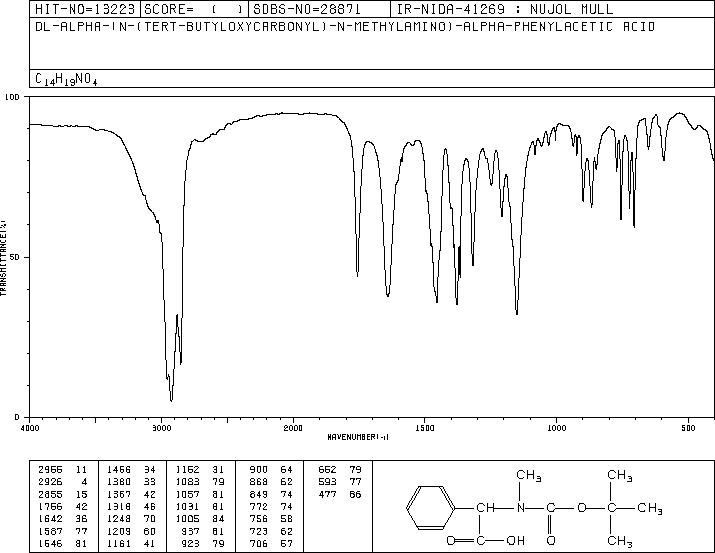 HIT-NO=13223 SCORE= ( ) SDBS-NO=28871 IR-NIDA-41269 : NUJOL MULL
DL-ALPHA-(N-(TERT-BUTYLOXYCARBONYL)-N-METHYLAMINO)-ALPHA-PHENYLACETIC ACID
C14H19NO4
100
50
0
TRANSMITTANCE(%)
4000 3000 2000 1500 1000 500
WAVENUMBER(-1)
2956 11 1456 34 1152 31 900 64 652 79
2926 4 1380 33 1083 79 868 62 593 77
2855 15 1367 42 1057 81 849 74 477 86
1756 42 1318 46 1031 81 772 74
1642 36 1248 70 1005 84 756 58
1587 77 1209 60 937 81 723 62
1546 81 1161 41 923 79 706 57
CH3 CH3
CH N C O C CH3
O C OH O CH3